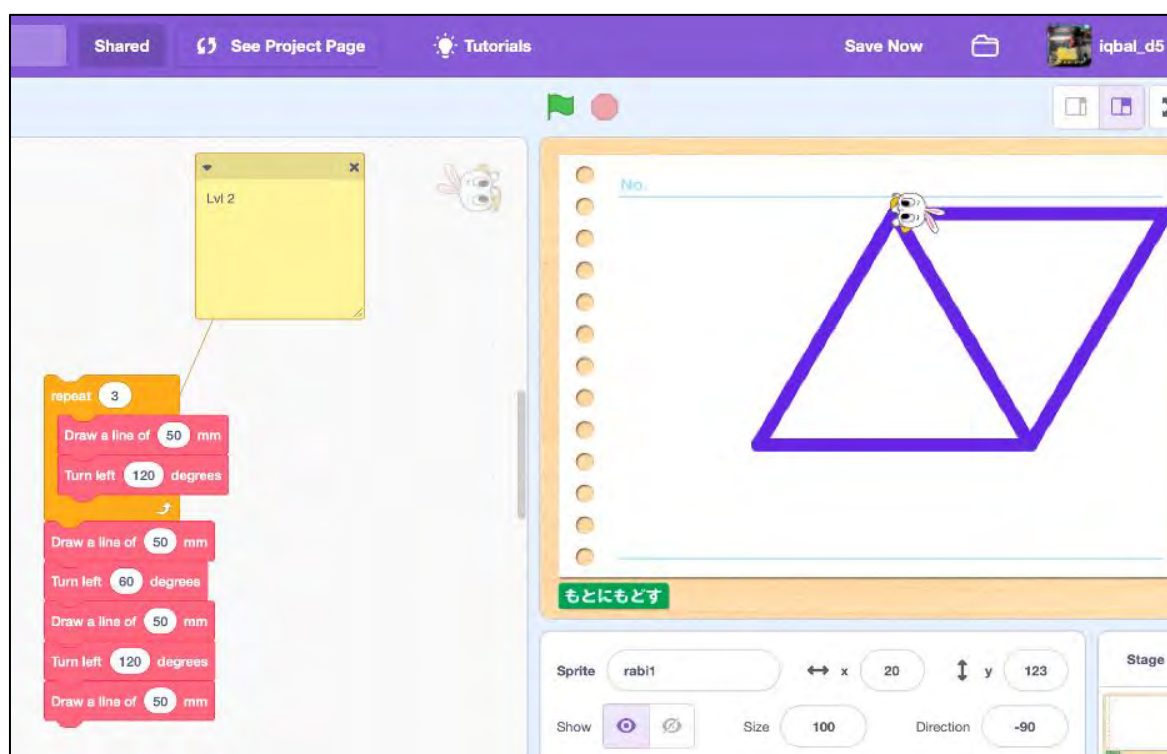 Shared
See Project Page
Tutorials
Save Now
iqbal_d5
Lvl 2
repeat 3
Draw a line of 50 mm
Turn left 120 degrees
Draw a line of 50 mm
Turn left 60 degrees
Draw a line of 50 mm
Turn left 120 degrees
Draw a line of 50 mm
No.
もとにもどす
Sprite rabi1 x 20 y 123
Show Size 100 Direction -90
Stage